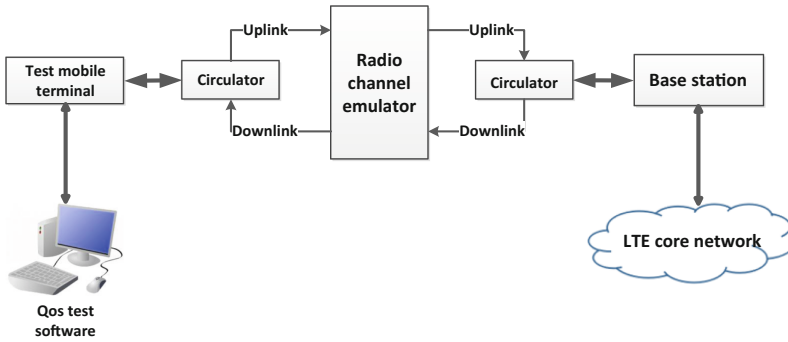 Uplink
Uplink
Test mobile
terminal
Circulator
Radio
channel
emulator
Circulator
Base station
Downlink
Downlink
LTE core network
Qos test
software